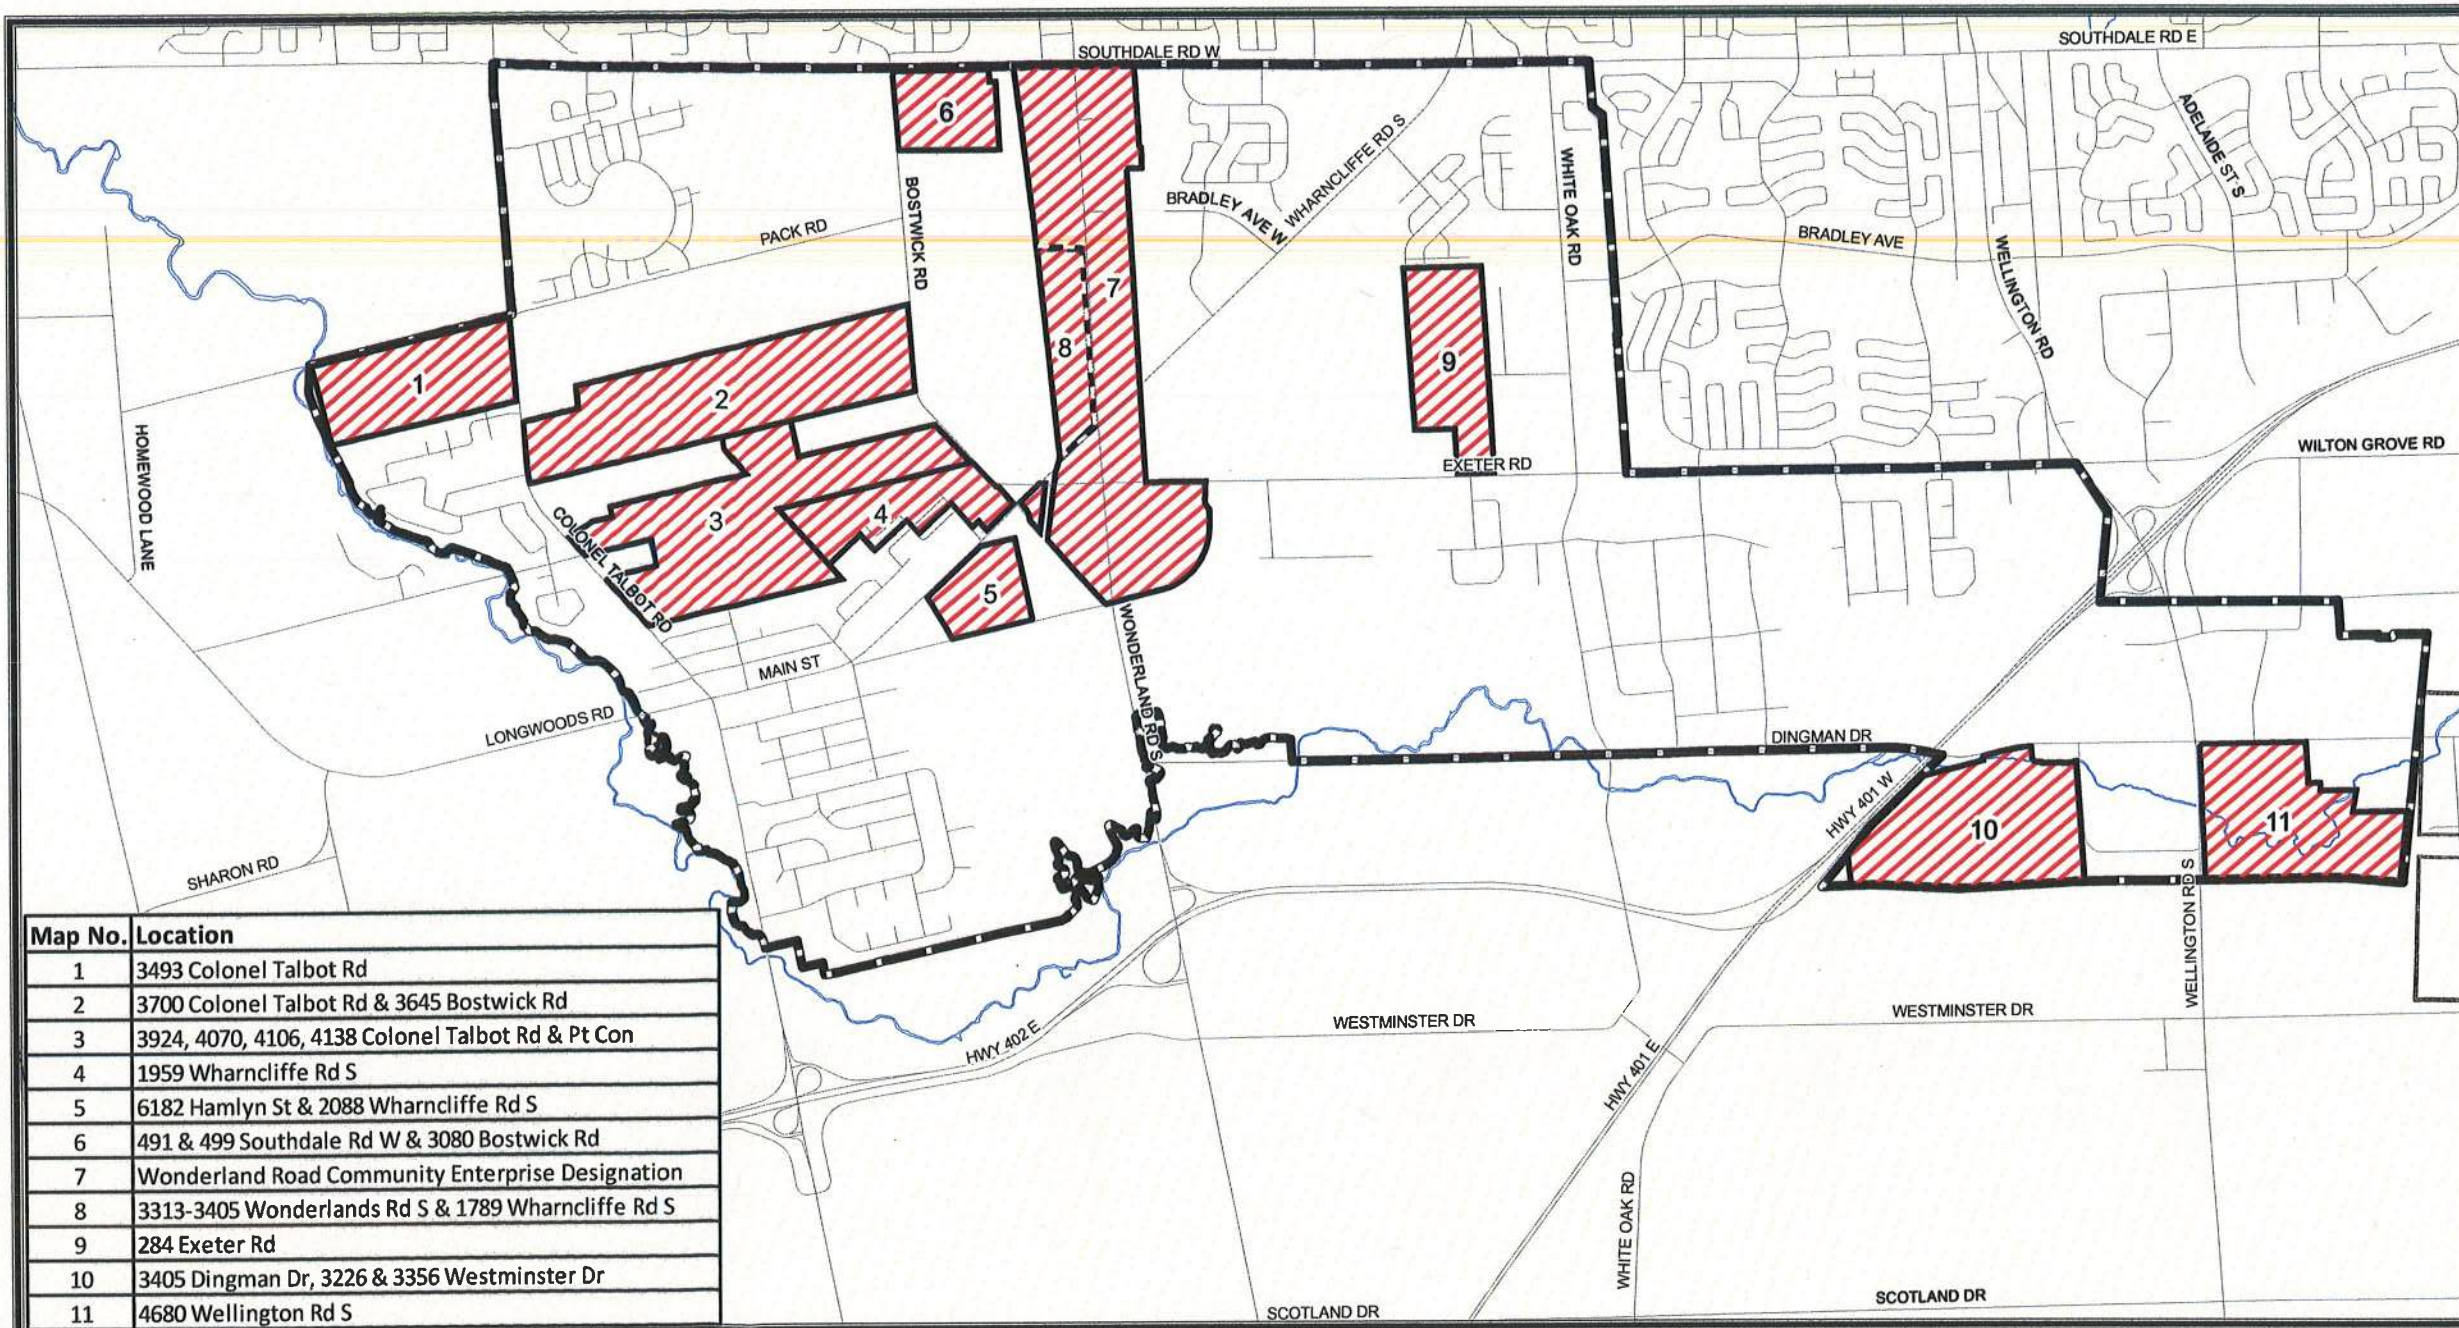 SOUTHDALE RD W
SOUTHDALE RD E
6
BOSTWICK RD
PACK RD
BRADLEY AVE W
WHARNCLIFFE RD S
WHITE OAK RD
BRADLEY AVE
WELLINGTON RD
ADELAIDE ST S
7
8
9
1
2
HOMEWOOD LANE
EXETER RD
WILTON GROVE RD
COLONEL TALBOT RD
3
4
5
WONDERLAND RD S
MAIN ST
LONGWOODS RD
DINGMAN DR
HWY 401 W
10
11
SHARON RD
WELLINGTON RD S
WESTMINSTER DR
WESTMINSTER DR
HWY 402 E
HWY 401 E
WHITE OAK RD
SCOTLAND DR
SCOTLAND DR
Map No. Location
1 3493 Colonel Talbot Rd
2 3700 Colonel Talbot Rd & 3645 Bostwick Rd
3 3924, 4070, 4106, 4138 Colonel Talbot Rd & Pt Con
4 1959 Wharncliffe Rd S
5 6182 Hamlyn St & 2088 Wharncliffe Rd S
6 491 & 499 Southdale Rd W & 3080 Bostwick Rd
7 Wonderland Road Community Enterprise Designation
8 3313-3405 Wonderlands Rd S & 1789 Wharncliffe Rd S
9 284 Exeter Rd
10 3405 Dingman Dr, 3226 & 3356 Westminster Dr
11 4680 Wellington Rd S